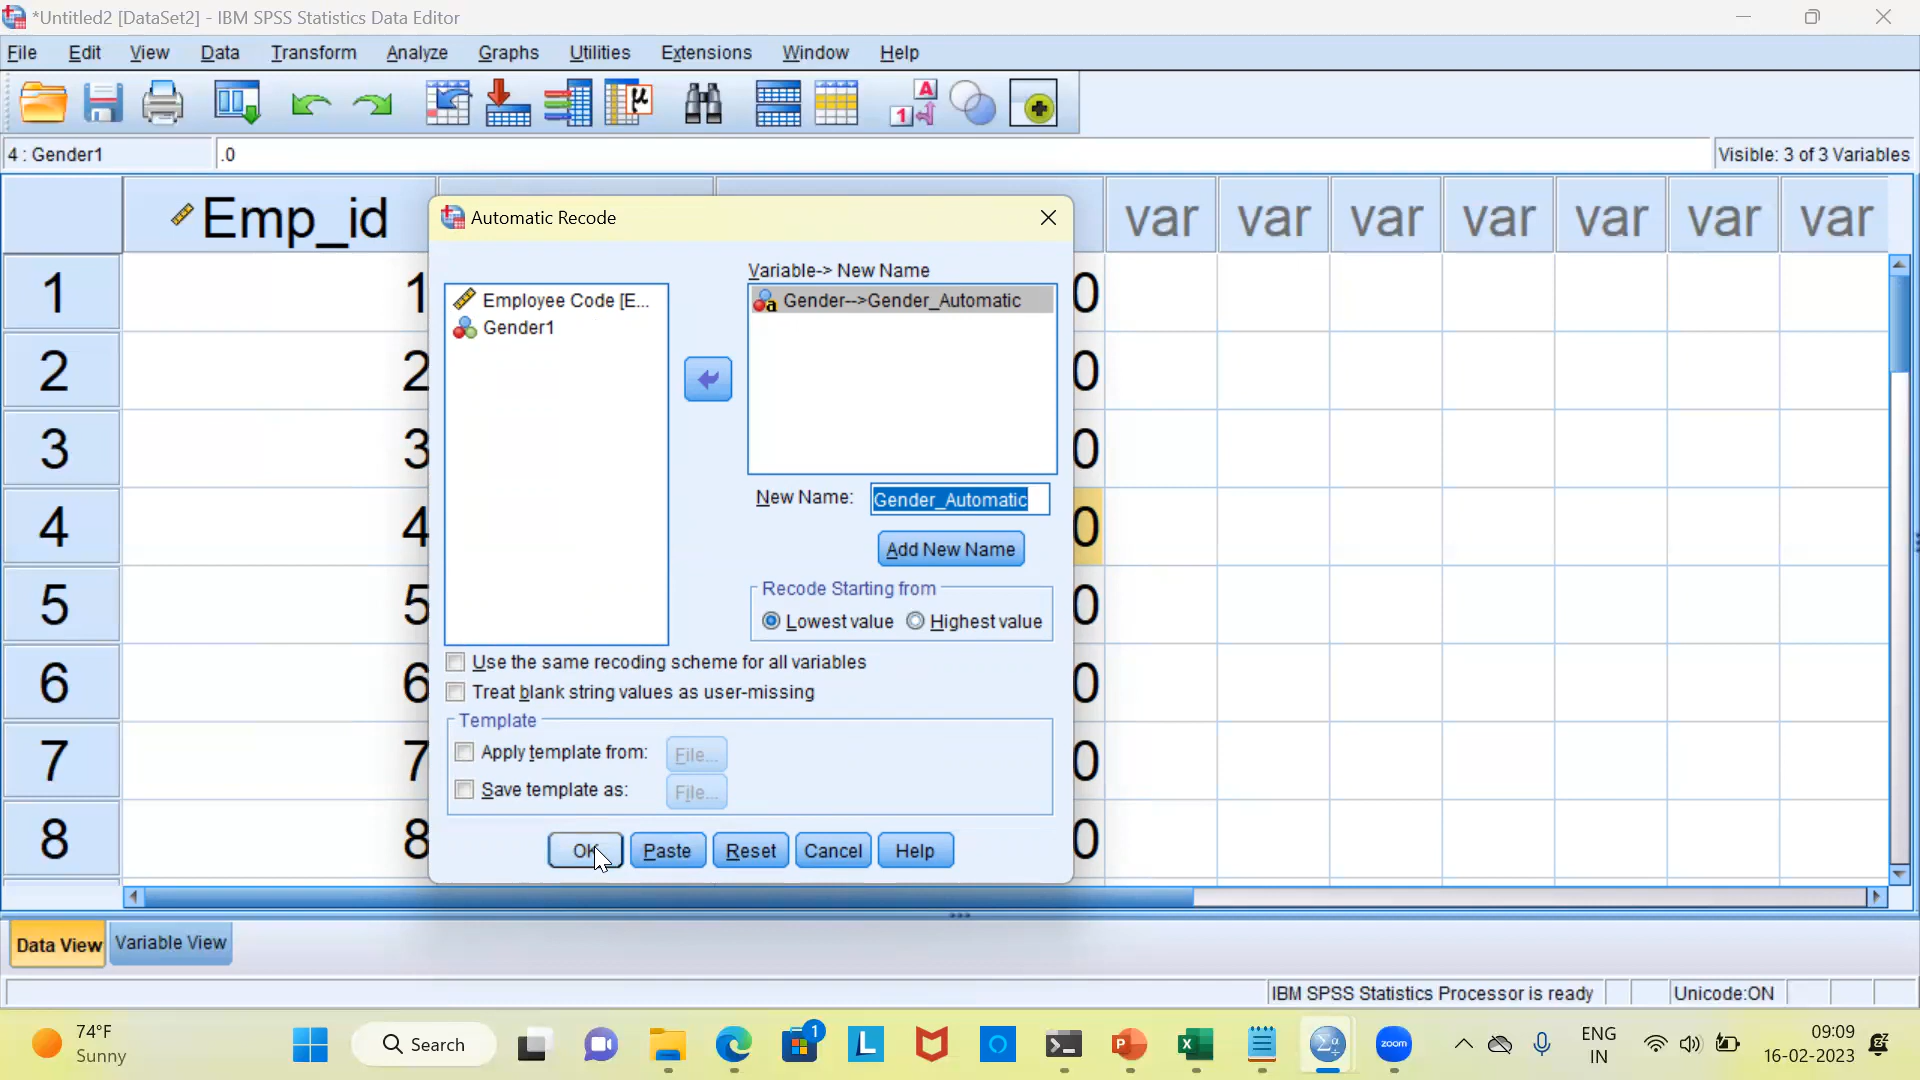 *Untitled2 [DataSet2] - IBM SPSS Statistics Data Editor
File Edit View Data Transform Analyze Graphs Utilities Extensions Window Help
4 : Gender1 .0 Visible: 3 of 3 Variables
Emp_id var var var var var var var
Automatic Recode
Variable-> New Name
Employee Code [E...
Gender1
Gender-->Gender_Automatic
New Name: Gender_Automatic
Add New Name
Recode Starting from
Lowest value Highest value
Use the same recoding scheme for all variables
Treat blank string values as user-missing
Template
Apply template from: File...
Save template as: File...
OK Paste Reset Cancel Help
1 1 0
2 2 0
3 3 0
4 4 0
5 5 0
6 6 0
7 7 0
8 8 0
Data View Variable View
IBM SPSS Statistics Processor is ready Unicode:ON
74°F
Sunny
Search
1
zoom
ENG
IN
09:09
16-02-2023